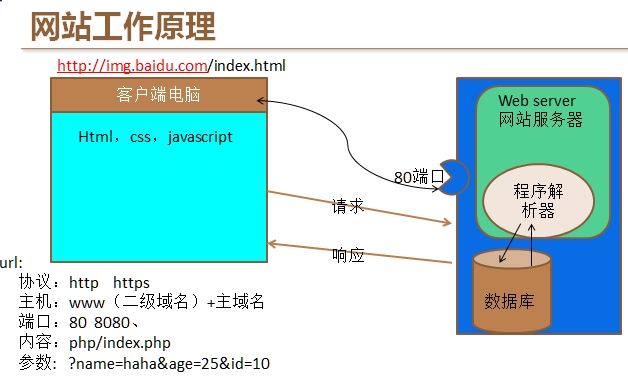 网站工作原理
http://img.baidu.com/index.html
客户端电脑
Html，css，javascript
Web server
网站服务器
80端口
程序解
析器
请求
响应
数据库
url:
协议：http https
主机：www（二级域名）+主域名
端口：80 8080、
内容：php/index.php
参数: ?name=haha&age=25&id=10